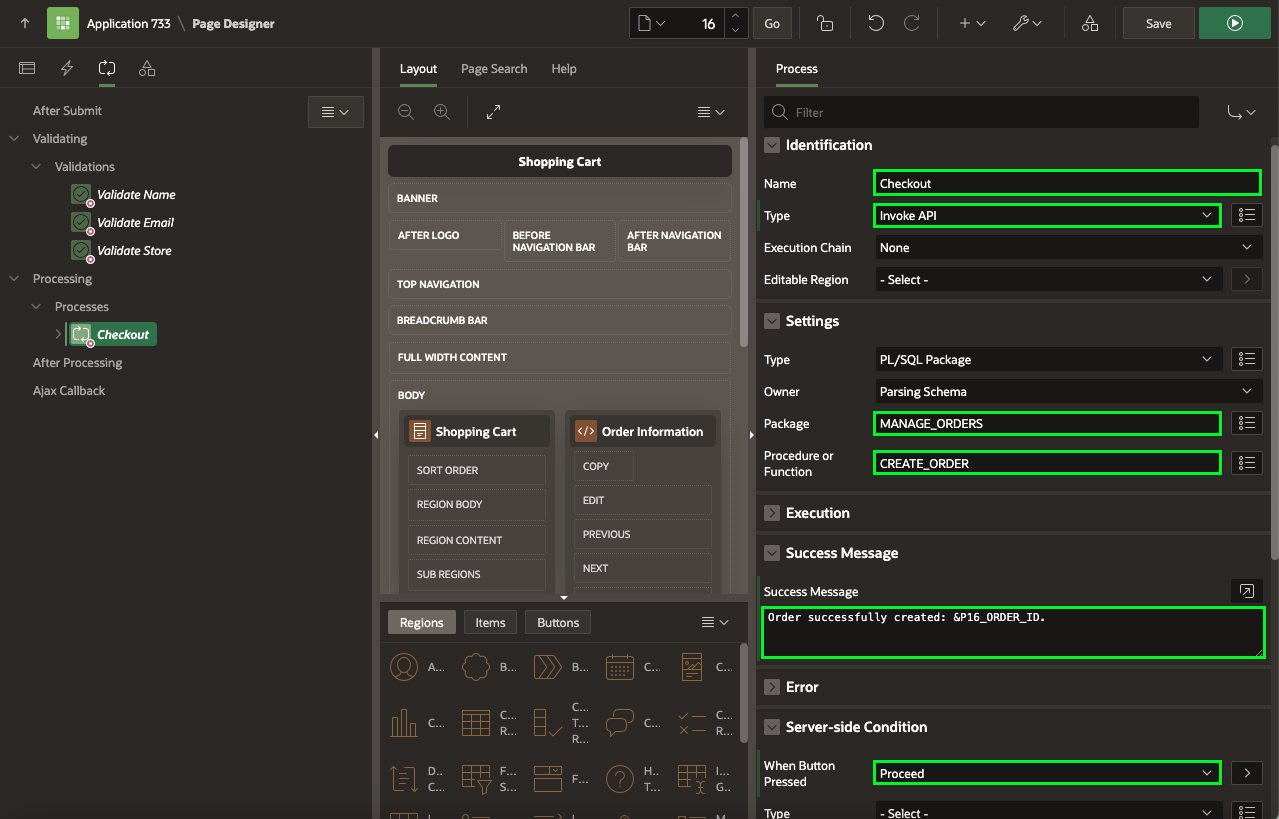 Application 733 \ Page Designer
16
Go
Save
After Submit
Validating
Validations
Validate Name
Validate Email
Validate Store
Processing
Processes
Checkout
After Processing
Ajax Callback
Layout
Page Search
Help
Shopping Cart
BANNER
AFTER LOGO
BEFORE
NAVIGATION BAR
AFTER NAVIGATION
BAR
TOP NAVIGATION
BREADCRUMB BAR
FULL WIDTH CONTENT
BODY
Shopping Cart
SORT ORDER
REGION BODY
REGION CONTENT
SUB REGIONS
Order Information
COPY
EDIT
PREVIOUS
NEXT
Regions
Items
Buttons
A...
B...
B...
C...
C...
C...
C...
R...
C...
T...
R...
C...
C...
R...
D...
C...
F...
S...
F...
H...
T...
I...
G...
Process
Filter
Identification
Name
Checkout
Type
Invoke API
Execution Chain
None
Editable Region
- Select -
Settings
Type
PL/SQL Package
Owner
Parsing Schema
Package
MANAGE_ORDERS
Procedure or
Function
CREATE_ORDER
Execution
Success Message
Success Message
Order successfully created: &P16_ORDER_ID.
Error
Server-side Condition
When Button
Pressed
Proceed
Type
- Select -